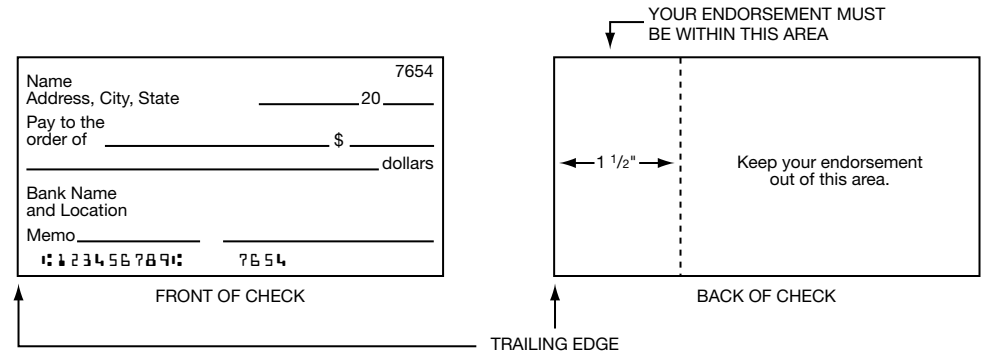 YOUR ENDORSEMENT MUST
BE WITHIN THIS AREA
7654
Name
Address, City, State 20
Pay to the
order of $
dollars
Bank Name
and Location
Memo
⑆123456789⑆ 7654
1 1/2"
Keep your endorsement
out of this area.
FRONT OF CHECK
BACK OF CHECK
TRAILING EDGE